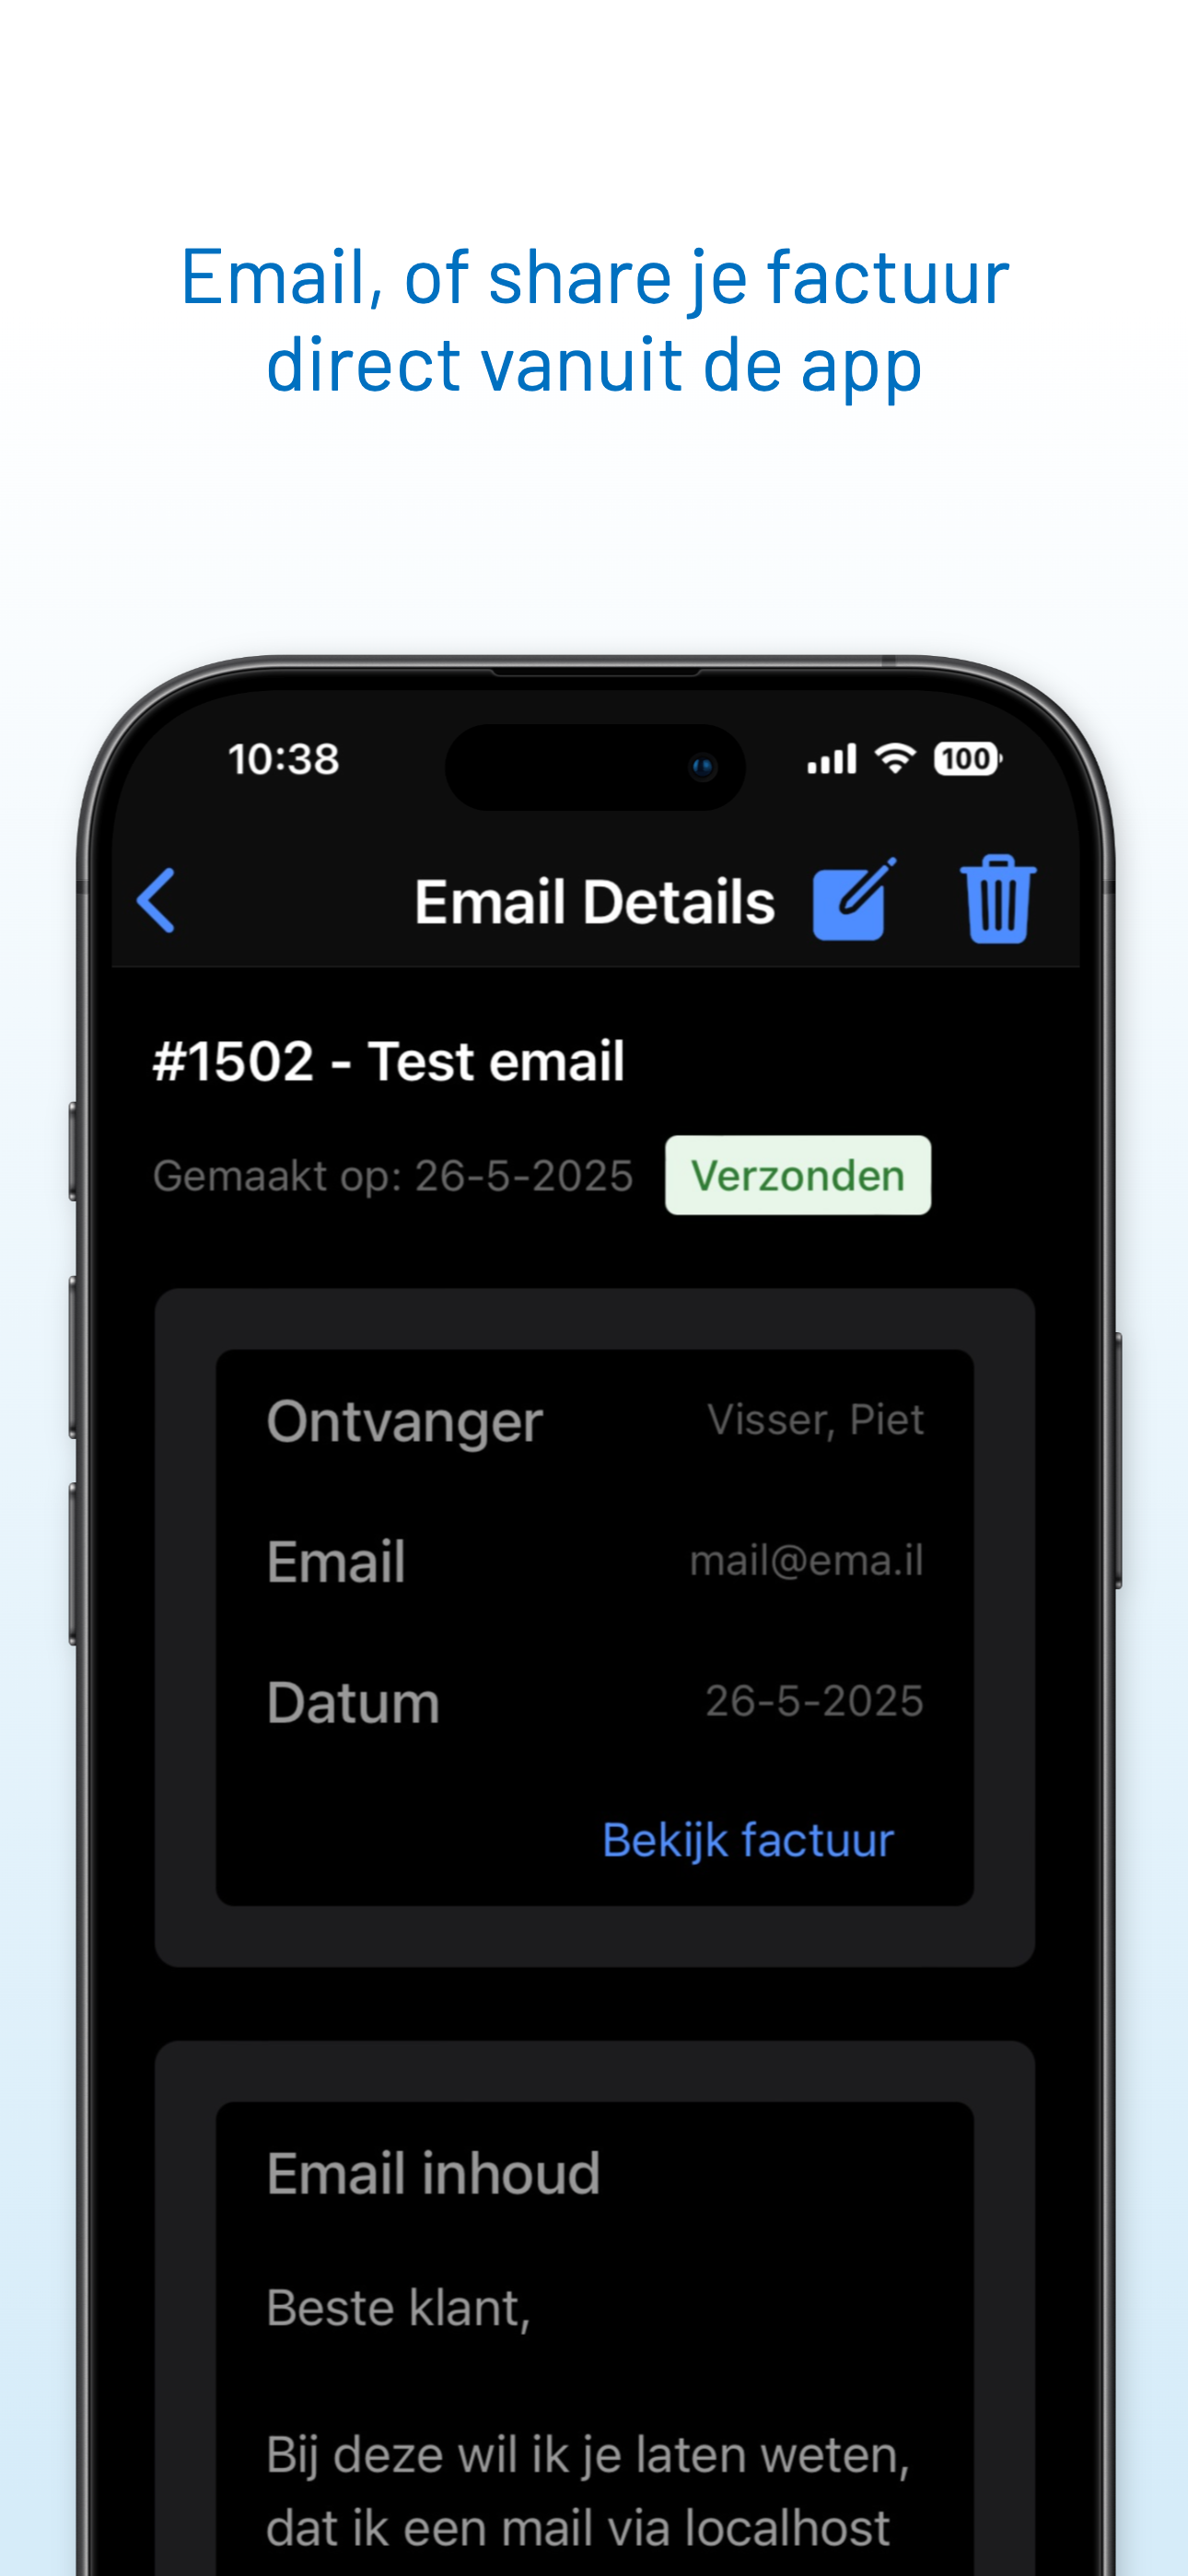 Email, of share je factuur
direct vanuit de app
10:38
100
Email Details
#1502 - Test email
Gemaakt op: 26-5-2025 Verzonden
Ontvanger Visser, Piet
Email mail@ema.il
Datum 26-5-2025
Bekijk factuur
Email inhoud
Beste klant,
Bij deze wil ik je laten weten,
dat ik een mail via localhost